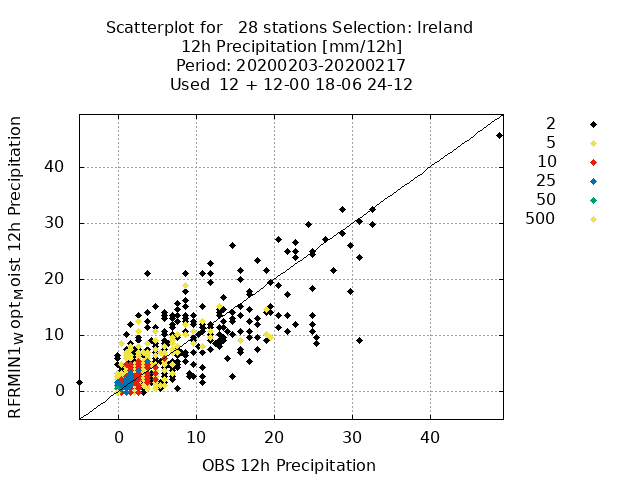 Scatterplot for   28 stations Selection: Ireland
12h Precipitation [mm/12h]
Period: 20200203-20200217
Used  12 + 12-00 18-06 24-12
RFRMIN1WoptMoist 12h Precipitation
40
30
20
10
0
0 10 20 30 40
OBS 12h Precipitation
2
5
10
25
50
500